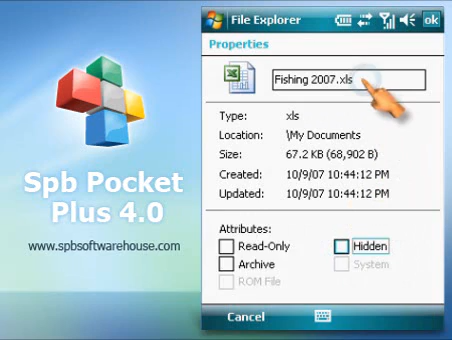 Spb Pocket
Plus 4.0
www.spbsoftwarehouse.com
File Explorer
ok
Properties
Fishing 2007.xls
Type: xls
Location: \My Documents
Size: 67.2 KB (68,902 B)
Created: 10/9/07 10:44:12 PM
Updated: 10/9/07 10:44:12 PM
Attributes:
Read-Only Hidden
Archive System
ROM File
Cancel